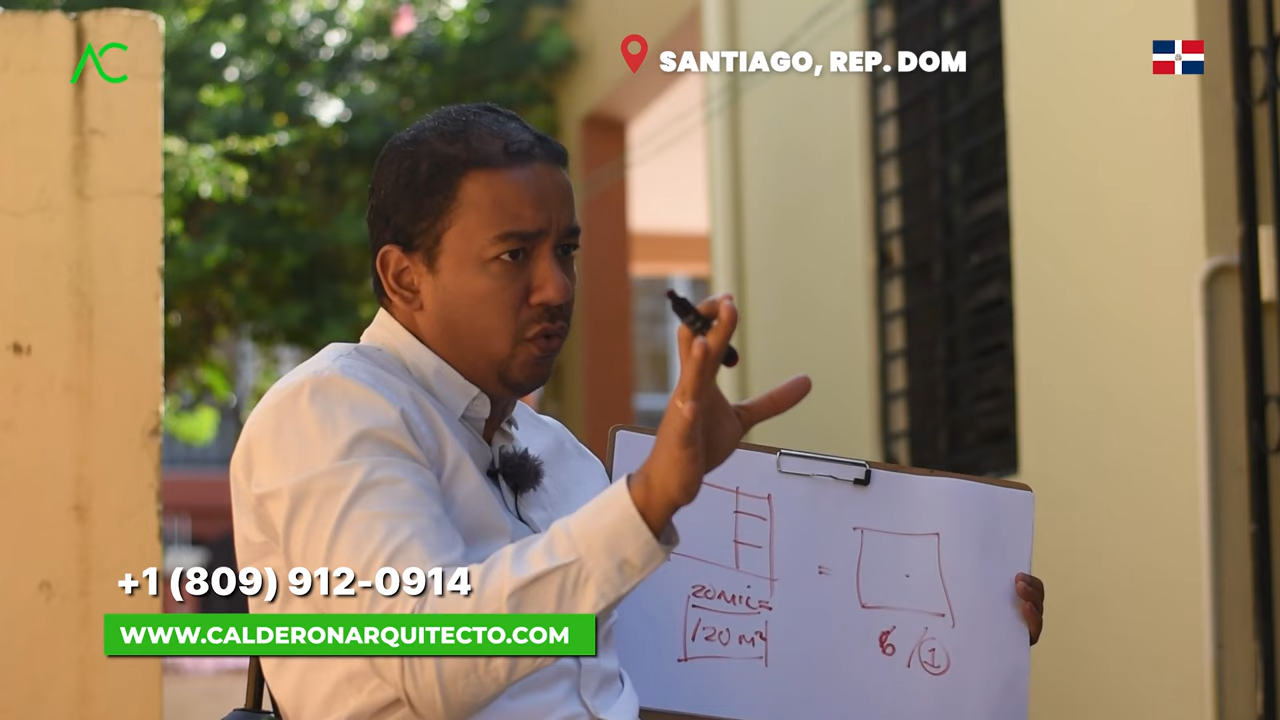 AC
SANTIAGO, REP. DOM
20MIL=
120 M²
=
6/1
+1 (809) 912-0914
WWW.CALDERONARQUITECTO.COM